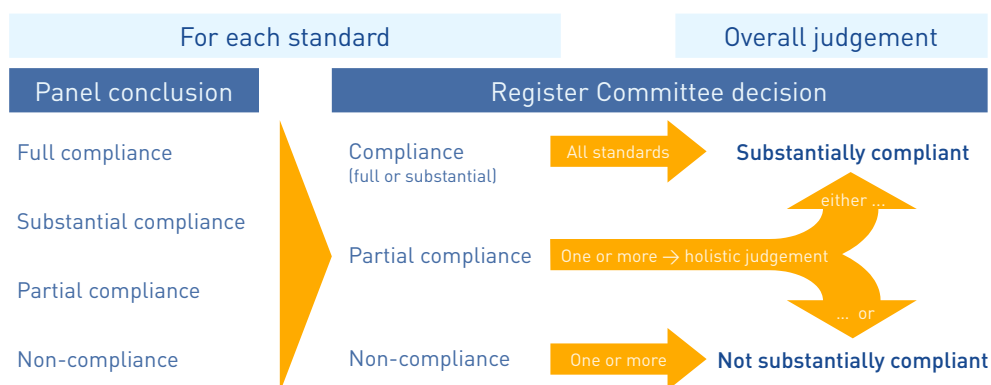 For each standard
Overall judgement
Panel conclusion
Register Committee decision
Full compliance
Substantial compliance
Partial compliance
Non-compliance
Compliance
(full or substantial)
All standards
Substantially compliant
either ...
Partial compliance
One or more → holistic judgement
... or
Non-compliance
One or more
Not substantially compliant